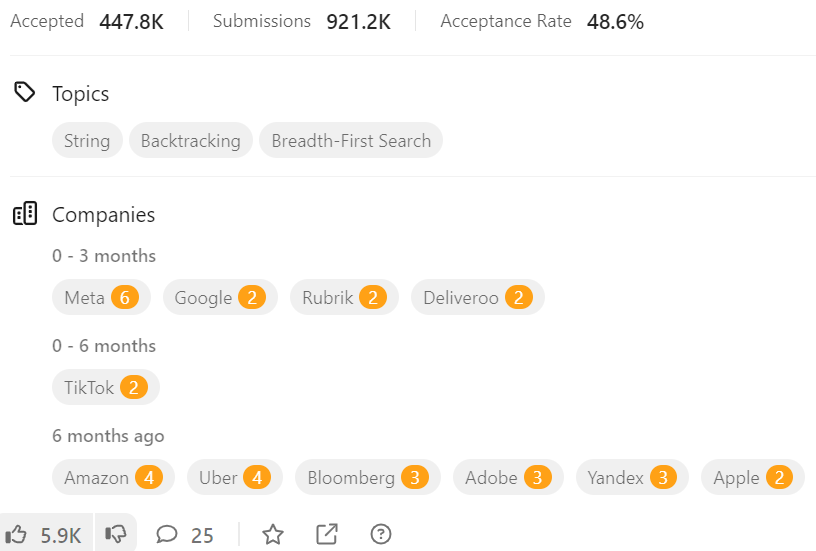 Accepted 447.8K Submissions 921.2K Acceptance Rate 48.6%
Topics
String Backtracking Breadth-First Search
Companies
0 - 3 months
Meta 6 Google 2 Rubrik 2 Deliveroo 2
0 - 6 months
TikTok 2
6 months ago
Amazon 4 Uber 4 Bloomberg 3 Adobe 3 Yandex 3 Apple 2
5.9K 25